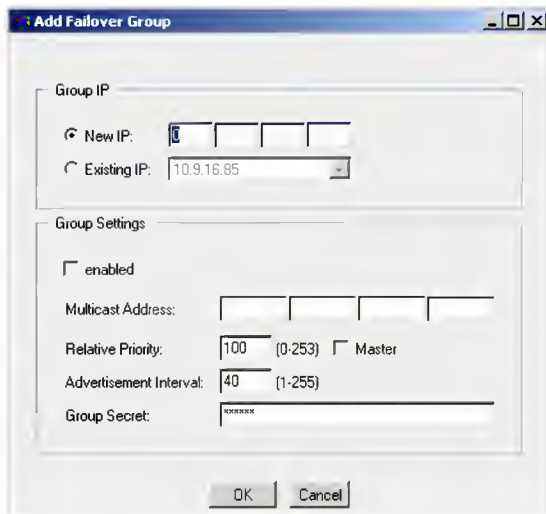 Add Failover Group
Group IP
New IP: 0
Existing IP: 10.9.16.85
Group Settings
enabled
Multicast Address:
Relative Priority: 100 (0-253) Master
Advertisement Interval: 40 (1-255)
Group Secret: ******
OK Cancel